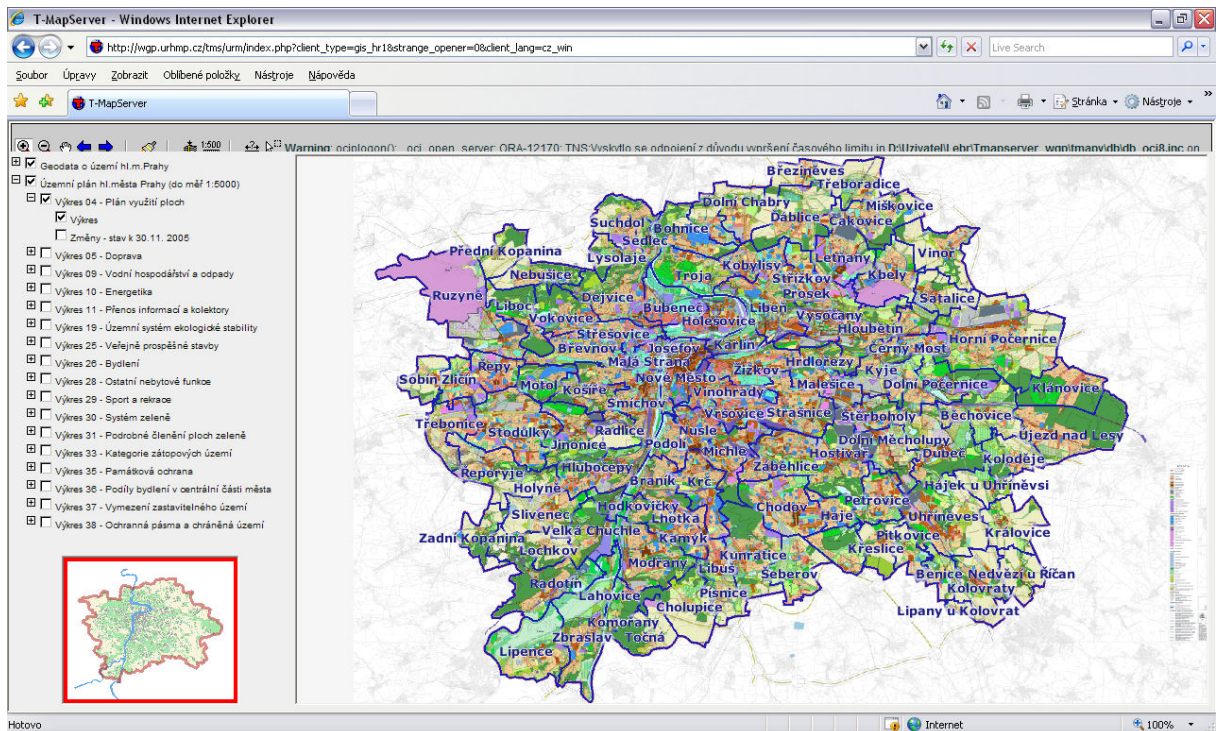 T-MapServer - Windows Internet Explorer
http://wgp.urhmp.cz/tms/urm/index.php?client_type=gis_hr1&strange_opener=0&client_lang=cz_win
Live Search
Soubor Úpravy Zobrazit Oblíbené položky Nástroje Nápověda
T-MapServer
Stránka Nástroje
1:500
Warning: ocilogon(): _oci_open_server: ORA-12170: TNS:Vyskytlo se odpojení z důvodu vypršení časového limitu in D:\Uzivatel\Lebr\Tmapserver_wgp\tmapy\db\db_oci8.inc on
Geodata o území hl.m.Prahy
Územní plán hl.města Prahy (do měř 1:5000)
Výkres 04 - Plán využití ploch
Výkres
Změny - stav k 30.11. 2005
Výkres 05 - Doprava
Výkres 09 - Vodní hospodářství a odpady
Výkres 10 - Energetika
Výkres 11 - Přenos informací a kolektory
Výkres 19 - Územní systém ekologické stability
Výkres 25 - Veřejně prospěšné stavby
Výkres 26 - Bydlení
Výkres 28 - Ostatní nebytové funkce
Výkres 29 - Sport a rekrace
Výkres 30 - Systém zeleně
Výkres 31 - Podrobné členění ploch zeleně
Výkres 33 - Kategorie zátopových území
Výkres 35 - Památková ochrana
Výkres 36 - Podíly bydlení v centrální části města
Výkres 37 - Vymezení zastavitelného území
Výkres 38 - Ochranná pásma a chráněná území
Březiněves
Třeboradice
Dolní Chabry
Miškovice
Ďáblice
Čakovice
Suchdol
Bohnice
Sedlec
Přední Kopanina
Lysolaje
Letňany
Vinoř
Kobylisy
Nebušice
Troja
Střížkov
Kbely
Ruzyně
Dejvice
Prosek
Satalice
Liboc
Bubeneč
Libeň
Vysočany
Vokovice
Holešovice
Hloubětín
Střešovice
Horní Počernice
Břevnov
Josefov
Karlín
Černý Most
Malá Strana
Hrdlořezy
Řepy
Žižkov
Kyje
Sobín
Zličín
Nové Město
Motol
Malešice
Dolní Počernice
Klánovice
Košíře
Vinohrady
Smíchov
Vršovice
Strašnice
Štěrboholy
Běchovice
Třebonice
Stodůlky
Radlice
Nusle
Újezd nad Lesy
Jinonice
Podolí
Dolní Měcholupy
Michle
Hostivař
Dubeč
Koloděje
Hlubočepy
Záběhlice
Řeporyje
Braník
Krč
Hájek u Uhříněvsi
Holyně
Petrovice
Hodkovičky
Chodov
Slivenec
Lhotka
Háje
Uhříněves
Velká Chuchle
Pitkovice
Královice
Zadní Kopanina
Kamýk
Lochkov
Křeslice
Kunratice
Modřany
Libuš
Šeberov
Benice
Nedvězí u Říčan
Radotín
Kolovraty
Písnice
Lahovice
Cholupice
Lipany u Kolovrat
Komořany
Zbraslav
Točná
Lipence
Hotovo
Internet
100%